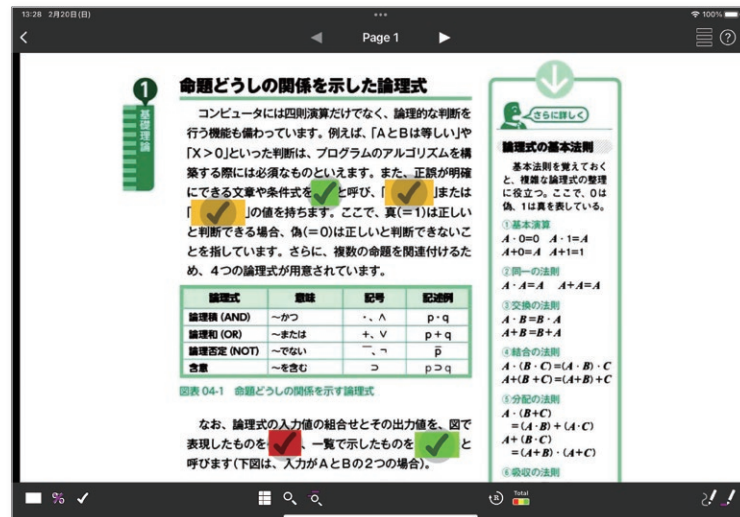 13:28 2月20日(日)
100%
Page 1
?
1
基礎理論
命題どうしの関係を示した論理式
コンピュータには四則演算だけでなく、論理的な判断を
行う機能も備わっています。例えば、「AとBは等しい」や
「X>0」といった判断は、プログラムのアルゴリズムを構
築する際には必須なものといえます。また、正誤が明確
にできる文章や条件式を と呼び、「 」または
「 」の値を持ちます。ここで、真(=1)は正しい
と判断できる場合、偽(=0)は正しいと判断できないこ
とを指しています。さらに、複数の命題を関連付けるた
め、4つの論理式が用意されています。
論理式 意味 記号 記述例
論理積(AND) ～かつ ・、∧ p・q
論理和(OR) ～または +、∨ p+q
論理否定(NOT) ～でない ‾、¬ p̅
含意 ～を含む ⊃ p⊃q
図表 04-1 命題どうしの関係を示す論理式
なお、論理式の入力値の組合せとその出力値を、図で
表現したものを 、一覧で示したものを と
呼びます(下図は、入力がAとBの2つの場合)。
さらに詳しく
論理式の基本法則
基本法則を覚えておく
と、複雑な論理式の整理
に役立つ。ここで、0は
偽、1は真を表している。
①基本演算
A・0=0 A・1=A
A+0=A A+1=1
②同一の法則
A・A=A A+A=A
③交換の法則
A・B=B・A
A+B=B+A
④結合の法則
A・(B・C)=(A・B)・C
A+(B+C)=(A+B)+C
⑤分配の法則
A・(B+C)
=(A・B)+(A・C)
A+(B・C)
=(A+B)・(A+C)
⑥吸収の法則
%
R
Total